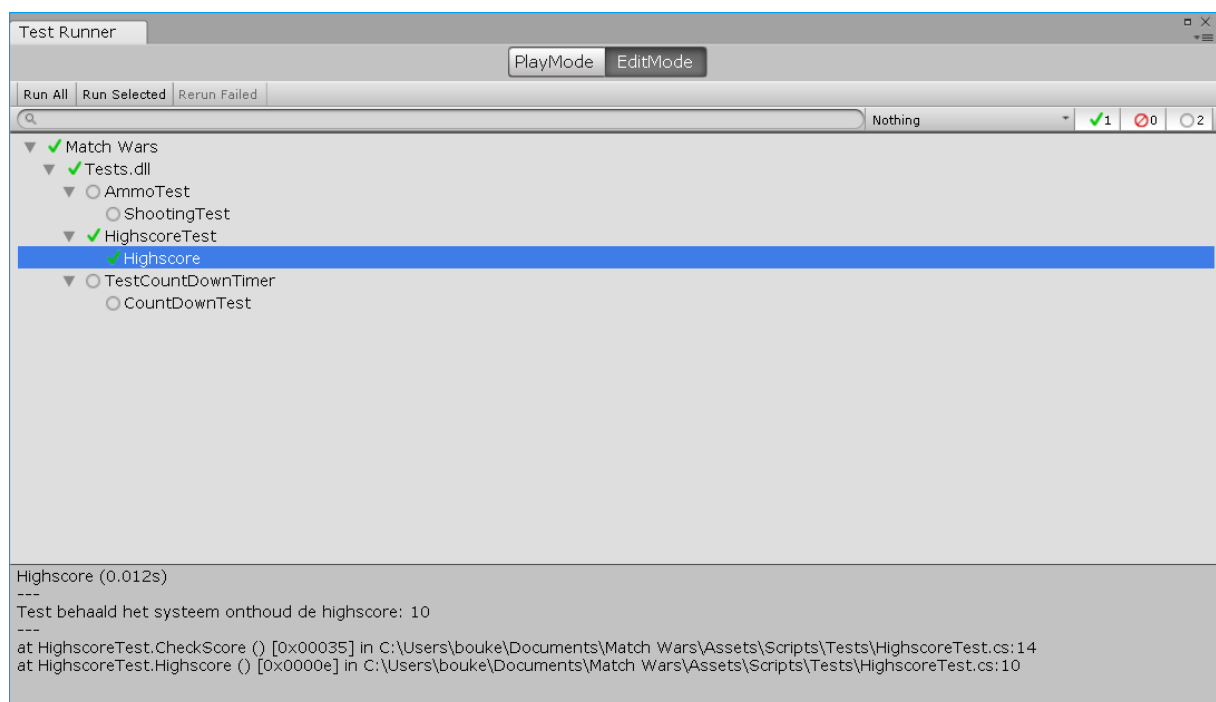 Test Runner
PlayMode EditMode
Run All Run Selected Rerun Failed
Nothing 1 0 2
Match Wars
Tests.dll
AmmoTest
ShootingTest
HighscoreTest
Highscore
TestCountDownTimer
CountDownTest
Highscore (0.012s)
---
Test behaald het systeem onthoud de highscore: 10
---
at HighscoreTest.CheckScore () [0x00035] in C:\Users\bouke\Documents\Match Wars\Assets\Scripts\Tests\HighscoreTest.cs:14
at HighscoreTest.Highscore () [0x0000e] in C:\Users\bouke\Documents\Match Wars\Assets\Scripts\Tests\HighscoreTest.cs:10